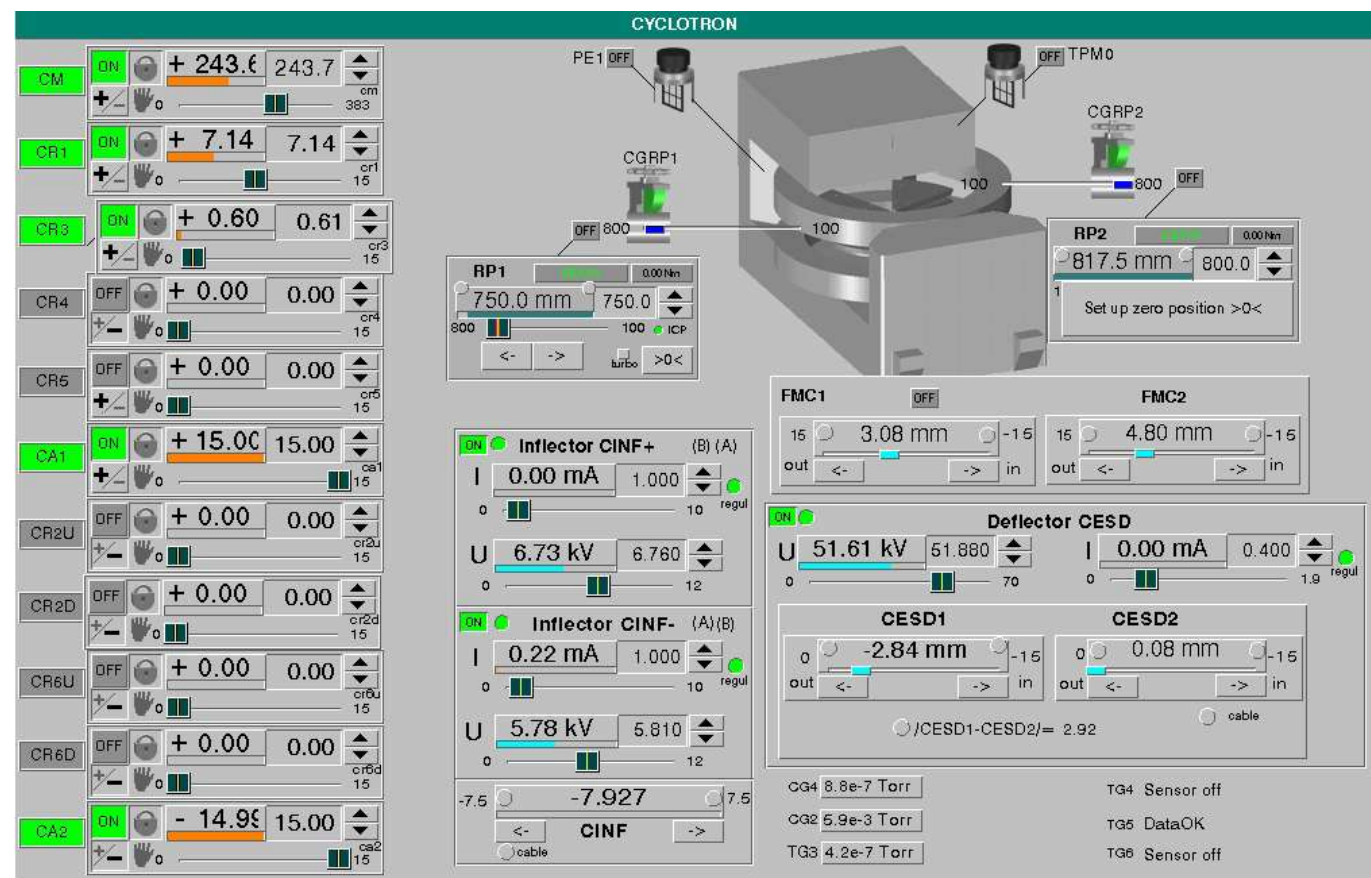 CYCLOTRON
CM ON + 243.6 243.7
+/- 0 cm 383
CR1 ON + 7.14 7.14
+/- 0 cr1 15
CR3 ON + 0.60 0.61
+/- 0 cr3 15
CR4 OFF + 0.00 0.00
+/- 0 cr4 15
CR5 OFF + 0.00 0.00
+/- 0 cr5 15
CA1 ON + 15.00 15.00
+/- 0 ca1 15
CR2U OFF + 0.00 0.00
+/- 0 cr2u 15
CR2D OFF + 0.00 0.00
+/- 0 cr2d 15
CR6U OFF + 0.00 0.00
+/- 0 cr6u 15
CR6D OFF + 0.00 0.00
+/- 0 cr6d 15
CA2 ON - 14.99 15.00
+/- 0 ca2 15
PE1 OFF
OFF TPM0
CGRP1
CGRP2
OFF 800 100
100 800 OFF
RP1 0.00 Nm
750.0 mm 750.0
800 100 ICP
<- -> turbo >0<
RP2 0.00 Nm
817.5 mm 800.0
1
Set up zero position >0<
FMC1 OFF FMC2
15 3.08 mm -15
out <- -> in
15 4.80 mm -15
out <- -> in
ON Inflector CINF+ (B) (A)
I 0.00 mA 1.000
0 10 regul
U 6.73 kV 6.760
0 12
ON Inflector CINF- (A) (B)
I 0.22 mA 1.000
0 10 regul
U 5.78 kV 5.810
0 12
-7.5 -7.927 7.5
<- CINF ->
cable
ON Deflector CESD
U 51.61 kV 51.880
0 70
I 0.00 mA 0.400
0 1.9 regul
CESD1 CESD2
0 -2.84 mm -15
out <- -> in
0 0.08 mm -15
out <- -> in
cable
/CESD1-CESD2/= 2.92
CG4 8.8e-7 Torr
CG2 5.9e-3 Torr
TG3 4.2e-7 Torr
TG4 Sensor off
TG5 DataOK
TG6 Sensor off